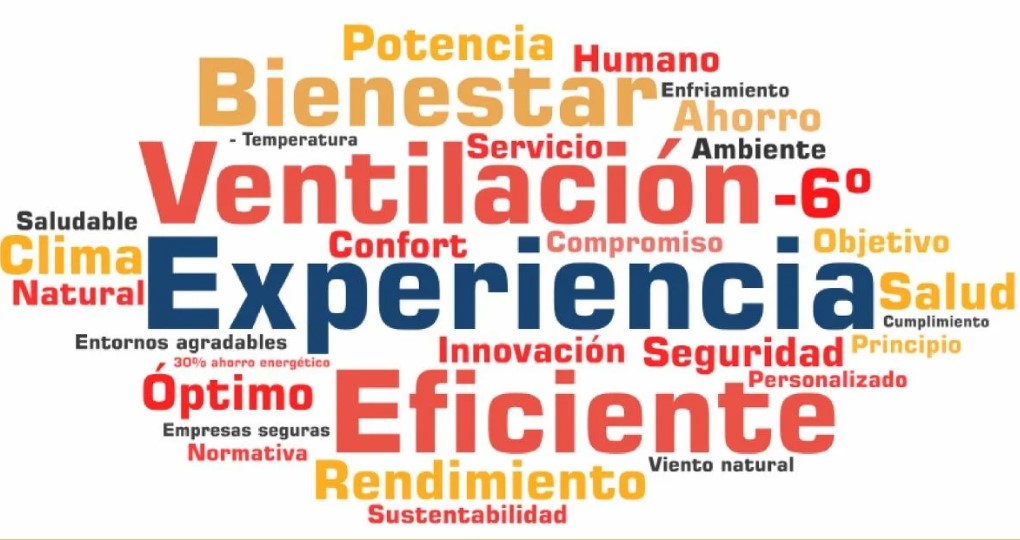 Potencia
Humano
Bienestar
Enfriamiento
Ahorro
- Temperatura
Servicio
Ambiente
Ventilación
-6º
Saludable
Clima
Confort
Compromiso
Objetivo
Natural
Experiencia
Salud
Cumplimiento
Entornos agradables
Innovación
Seguridad
Principio
30% ahorro energético
Personalizado
Óptimo
Eficiente
Empresas seguras
Normativa
Viento natural
Rendimiento
Sustentabilidad